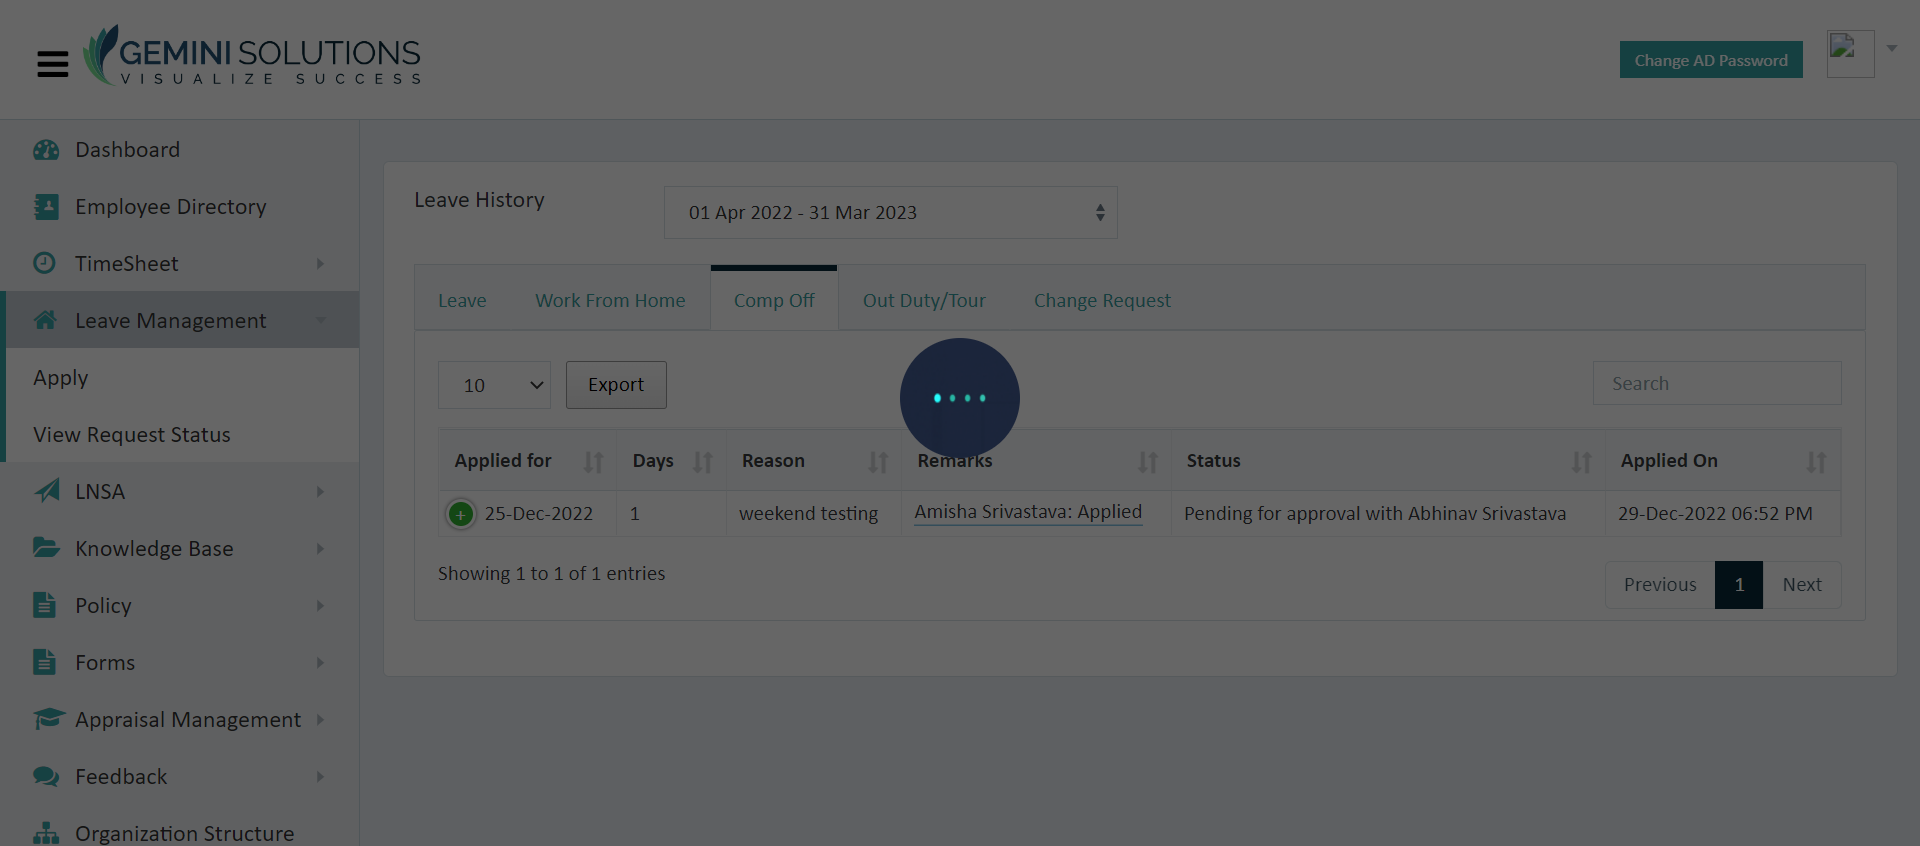 GEMINI SOLUTIONS
VISUALIZE SUCCESS
Change AD Password
Dashboard
Employee Directory
TimeSheet
Leave Management
Apply
View Request Status
LNSA
Knowledge Base
Policy
Forms
Appraisal Management
Feedback
Organization Structure
Leave History
01 Apr 2022 - 31 Mar 2023
Leave Work From Home Comp Off Out Duty/Tour Change Request
10 Export Search
Applied for Days Reason Remarks Status Applied On
25-Dec-2022 1 weekend testing Amisha Srivastava: Applied Pending for approval with Abhinav Srivastava 29-Dec-2022 06:52 PM
Showing 1 to 1 of 1 entries
Previous 1 Next